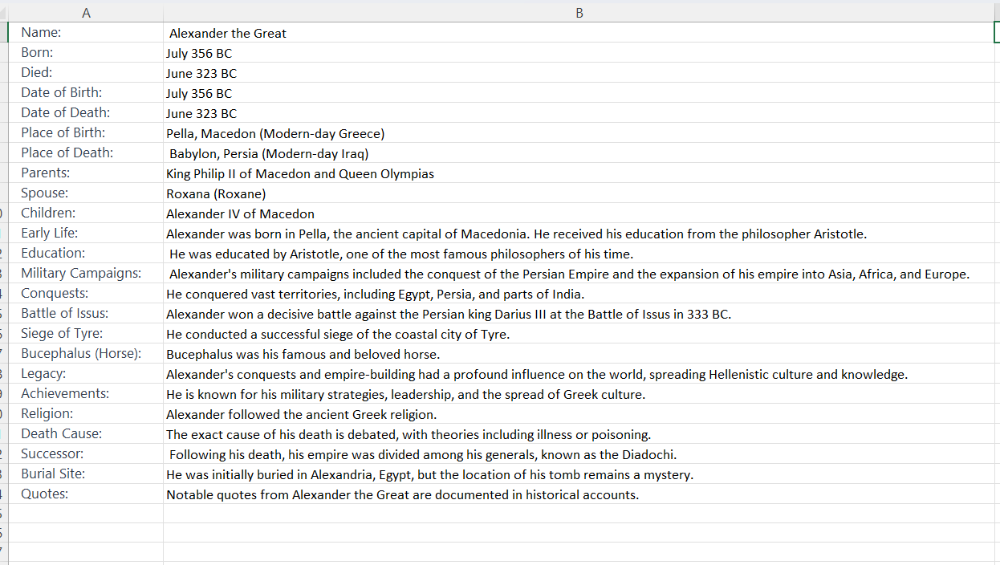 A B
Name: Alexander the Great
Born: July 356 BC
Died: June 323 BC
Date of Birth: July 356 BC
Date of Death: June 323 BC
Place of Birth: Pella, Macedon (Modern-day Greece)
Place of Death: Babylon, Persia (Modern-day Iraq)
Parents: King Philip II of Macedon and Queen Olympias
Spouse: Roxana (Roxane)
Children: Alexander IV of Macedon
Early Life: Alexander was born in Pella, the ancient capital of Macedonia. He received his education from the philosopher Aristotle.
Education: He was educated by Aristotle, one of the most famous philosophers of his time.
Military Campaigns: Alexander's military campaigns included the conquest of the Persian Empire and the expansion of his empire into Asia, Africa, and Europe.
Conquests: He conquered vast territories, including Egypt, Persia, and parts of India.
Battle of Issus: Alexander won a decisive battle against the Persian king Darius III at the Battle of Issus in 333 BC.
Siege of Tyre: He conducted a successful siege of the coastal city of Tyre.
Bucephalus (Horse): Bucephalus was his famous and beloved horse.
Legacy: Alexander's conquests and empire-building had a profound influence on the world, spreading Hellenistic culture and knowledge.
Achievements: He is known for his military strategies, leadership, and the spread of Greek culture.
Religion: Alexander followed the ancient Greek religion.
Death Cause: The exact cause of his death is debated, with theories including illness or poisoning.
Successor: Following his death, his empire was divided among his generals, known as the Diadochi.
Burial Site: He was initially buried in Alexandria, Egypt, but the location of his tomb remains a mystery.
Quotes: Notable quotes from Alexander the Great are documented in historical accounts.